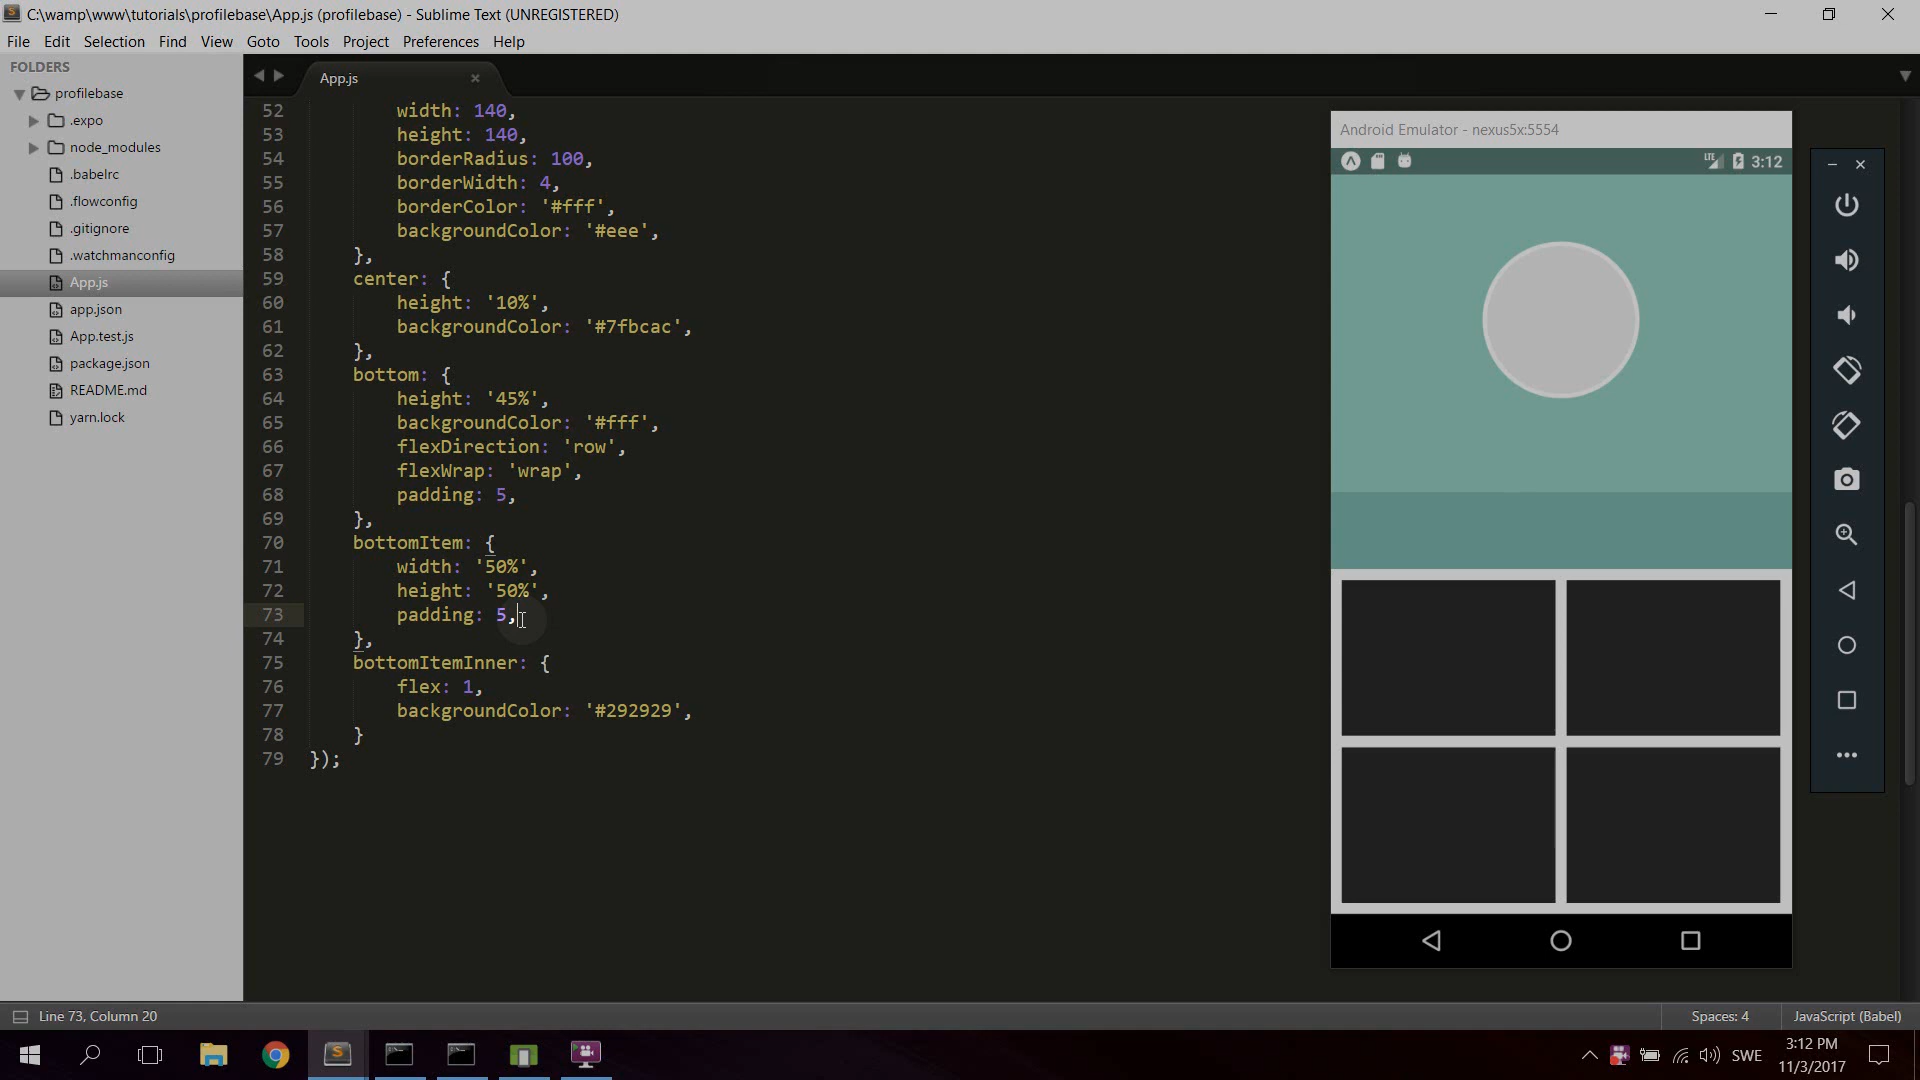 C:\wamp\www\tutorials\profilebase\App.js (profilebase) - Sublime Text (UNREGISTERED)
File Edit Selection Find View Goto Tools Project Preferences Help
FOLDERS
profilebase
.expo
node_modules
.babelrc
.flowconfig
.gitignore
.watchmanconfig
App.js
app.json
App.test.js
package.json
README.md
yarn.lock
App.js
52 width: 140,
53 height: 140,
54 borderRadius: 100,
55 borderWidth: 4,
56 borderColor: '#fff',
57 backgroundColor: '#eee',
58 },
59 center: {
60 height: '10%',
61 backgroundColor: '#7fbcac',
62 },
63 bottom: {
64 height: '45%',
65 backgroundColor: '#fff',
66 flexDirection: 'row',
67 flexWrap: 'wrap',
68 padding: 5,
69 },
70 bottomItem: {
71 width: '50%',
72 height: '50%',
73 padding: 5,
74 },
75 bottomItemInner: {
76 flex: 1,
77 backgroundColor: '#292929',
78 }
79 });
Android Emulator - nexus5x:5554
LTE 3:12
Line 73, Column 20
Spaces: 4
JavaScript (Babel)
SWE
3:12 PM
11/3/2017